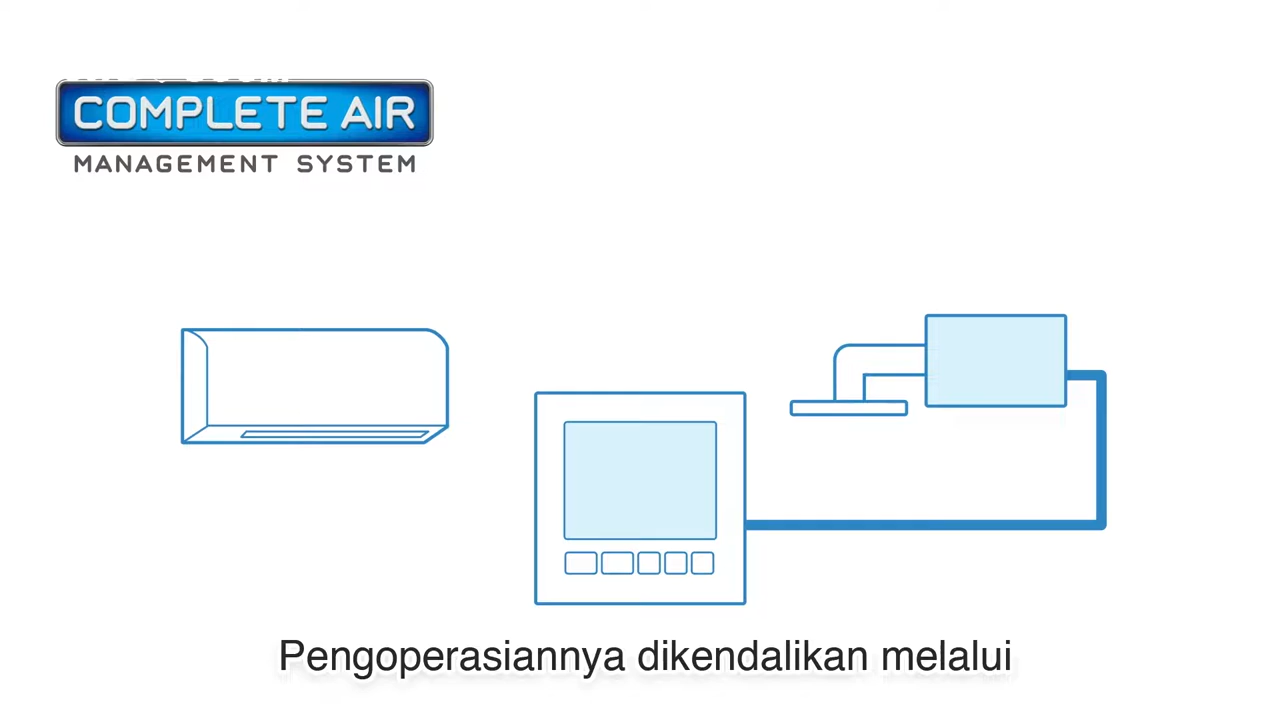 COMPLETE AIR
MANAGEMENT SYSTEM
Pengoperasiannya dikendalikan melalui